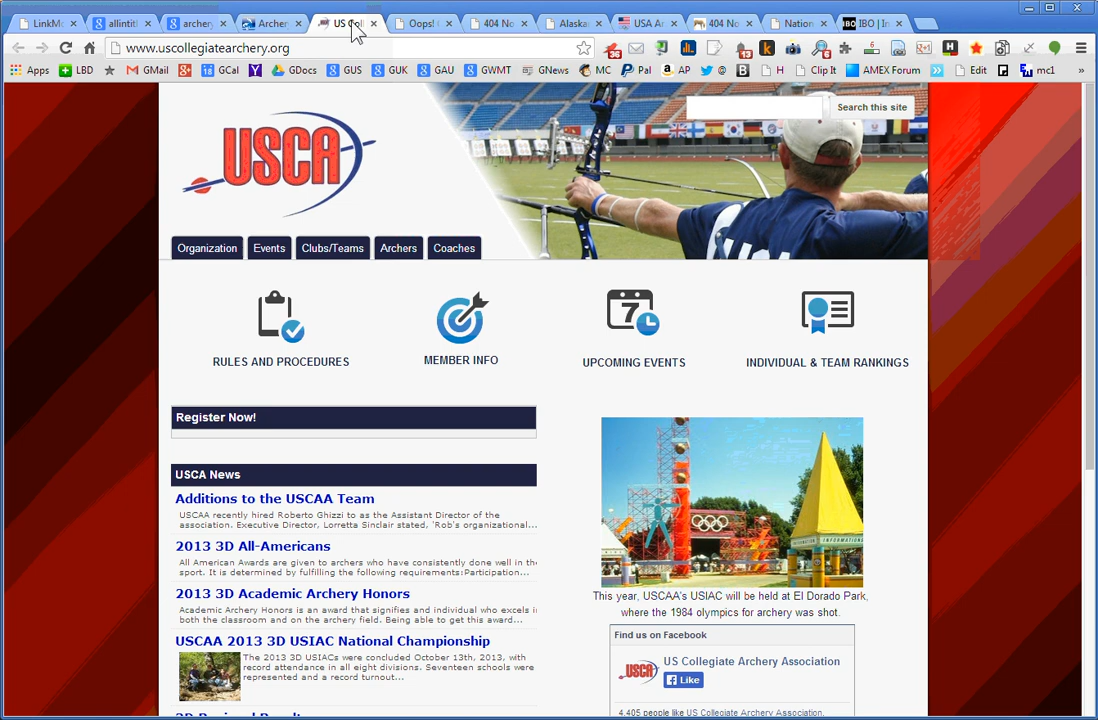 LinkMo
allintitl
archery
Archer
US Coll
Oops! G
404 No
Alaska
USA Ar
404 No
Nation
IBO | In
www.uscollegiatearchery.org
Apps
LBD
GMail
GCal
GDocs
GUS
GUK
GAU
GWMT
GNews
MC
Pal
AP
@
H
Clip It
AMEX Forum
Edit
mc1
»
Search this site
USCA
Organization
Events
Clubs/Teams
Archers
Coaches
7
RULES AND PROCEDURES
MEMBER INFO
UPCOMING EVENTS
INDIVIDUAL & TEAM RANKINGS
Register Now!
USCA News
Additions to the USCAA Team
USCAA recently hired Roberto Ghizzi to as the Assistant Director of the
association. Executive Director, Lorretta Sinclair stated, 'Rob's organizational...
2013 3D All-Americans
All American Awards are given to archers who have consistently done well in the
sport. It is determined by fulfilling the following requirements:Participation...
2013 3D Academic Archery Honors
Academic Archery Honors is an award that signifies and individual who excels i
both the classroom and on the archery field. Being able to get this award...
USCAA 2013 3D USIAC National Championship
The 2013 3D USIACs were concluded October 13th, 2013, with
record attendance in all eight divisions. Seventeen schools were
represented and a record turnout...
INFORMATION
This year, USCAA's USIAC will be held at El Dorado Park,
where the 1984 olympics for archery was shot.
Find us on Facebook
USCA
US Collegiate Archery Association
Like
4,405 people like US Collegiate Archery Association.